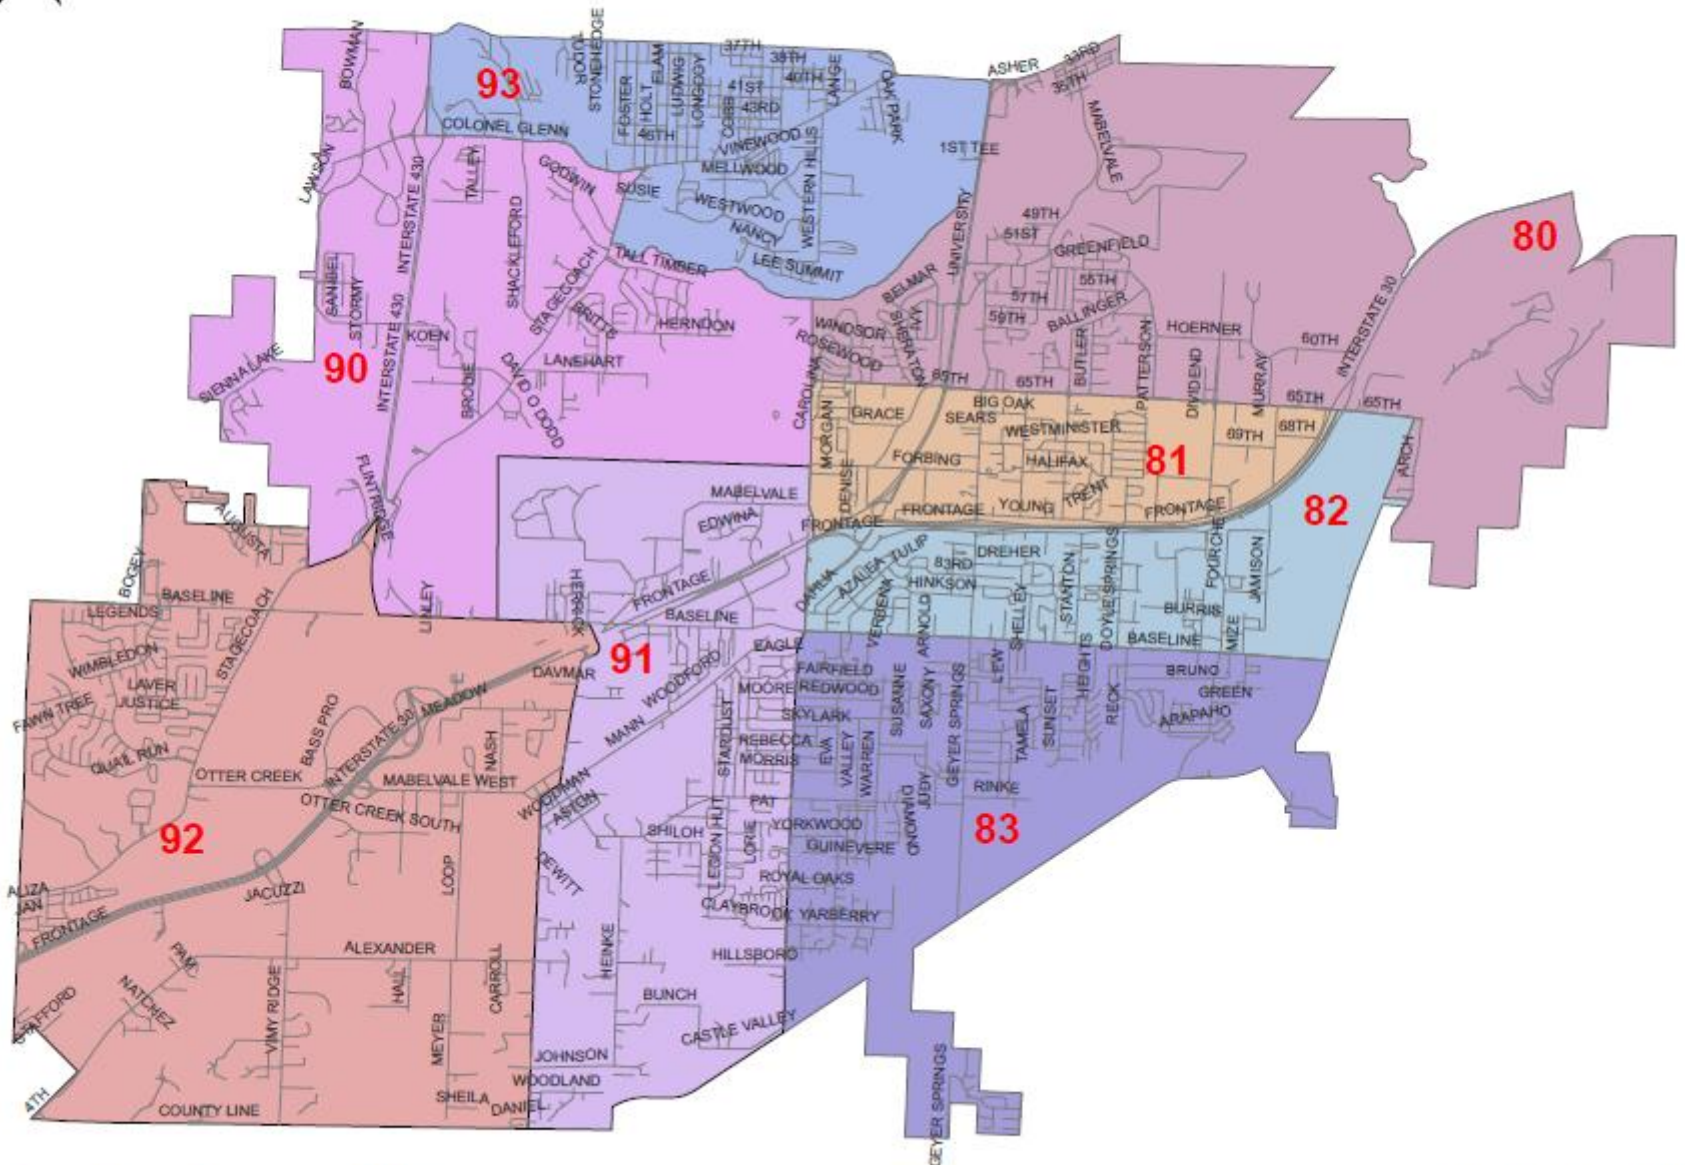 BOWMAN
93
TUDOR
STONEHEDGE
FOSTER
HOLT
ELAM
LUDWIG
LONGCOY
37TH
38TH
40TH
41ST
43RD
COBB
LANGE
OAK PARK
ASHER
33RD
36TH
MABELVALE
COLONEL GLENN
46TH
VINEWOOD
MELLWOOD
WESTERN HILLS
1ST TEE
LAWSON
INTERSTATE 430
TALLEY
GODWIN
SUSIE
WESTWOOD
NANCY
LEE SUMMIT
UNIVERSITY
49TH
51ST
GREENFIELD
80
SHACKLEFORD
STAGECOACH
TALL TIMBER
BELMAR
55TH
57TH
59TH
BALLINGER
SANIBEL
STORMY
INTERSTATE 430
KOEN
BRITTS
HERNDON
WINDSOR
ROSEWOOD
SHERATON
HOERNER
60TH
INTERSTATE 30
90
SIENNA LAKE
BRODIE
DAVID O DODD
LANEHART
CAROLINA
65TH
65TH
BUTLER
PATTERSON
DIVIDEND
MURRAY
65TH
65TH
MORGAN
GRACE
SEARS
BIG OAK
WESTMINISTER
69TH
68TH
ARCH
FORBING
HALIFAX
81
FLINTRIDGE
MABELVALE
EDWINA
DENISE
FRONTAGE
FRONTAGE
YOUNG
TRENT
FRONTAGE
82
AUGUSTA
BOGEY
BASELINE
LEGENDS
STAGECOACH
LINLEY
HERRICK
FRONTAGE
BASELINE
DAHLIA
AZALEA
TULIP
VERBENA
83RD
HINKSON
ARNOLD
DREHER
SHELLEY
STANTON
DOYLE SPRINGS
FOURCHE
JAMISON
BURRIS
BASELINE
MIZE
WIMBLEDON
LAVER
JUSTICE
FAWN TREE
QUAIL RUN
91
DAVMAR
WOODFORD
EAGLE
FAIRFIELD
MOORE
REDWOOD
SKYLARK
SUSANNE
SAXONY
GEYER SPRINGS
LEW
HEIGHTS
BRUNO
GREEN
ARAPAHO
RECK
SUNSET
TAMELA
BASS PRO
INTERSTATE 30
MEADOW
NASH
MANN
STARDUST
REBECCA
MORRIS
EVA
VALLEY
WARREN
OTTER CREEK
MABELVALE WEST
OTTER CREEK SOUTH
WOODMAN
ASTON
PAT
JUDY
DIAMOND
RINKE
92
SHILOH
LEGION HUT
LORIE
YORKWOOD
GUINEVERE
83
ALIZA
JAN
FRONTAGE
JACUZZI
LOOP
DEWITT
ROYAL OAKS
CLAYBROOK
YARBERRY
PAM
ALEXANDER
HEINKE
HILLSBORO
STAFFORD
NATCHEZ
VIMY RIDGE
HALL
CARROLL
BUNCH
MEYER
CASTLE VALLEY
JOHNSON
WOODLAND
4TH
COUNTY LINE
SHEILA
DANIEL
GEYER SPRINGS